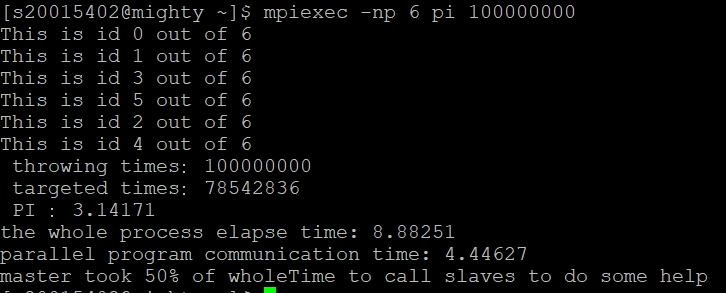 [s20015402@mighty ~]$ mpiexec -np 6 pi 100000000
This is id 0 out of 6
This is id 1 out of 6
This is id 3 out of 6
This is id 5 out of 6
This is id 2 out of 6
This is id 4 out of 6
throwing times: 100000000
targeted times: 78542836
PI : 3.14171
the whole process elapse time: 8.88251
parallel program communication time: 4.44627
master took 50% of wholeTime to call slaves to do some help